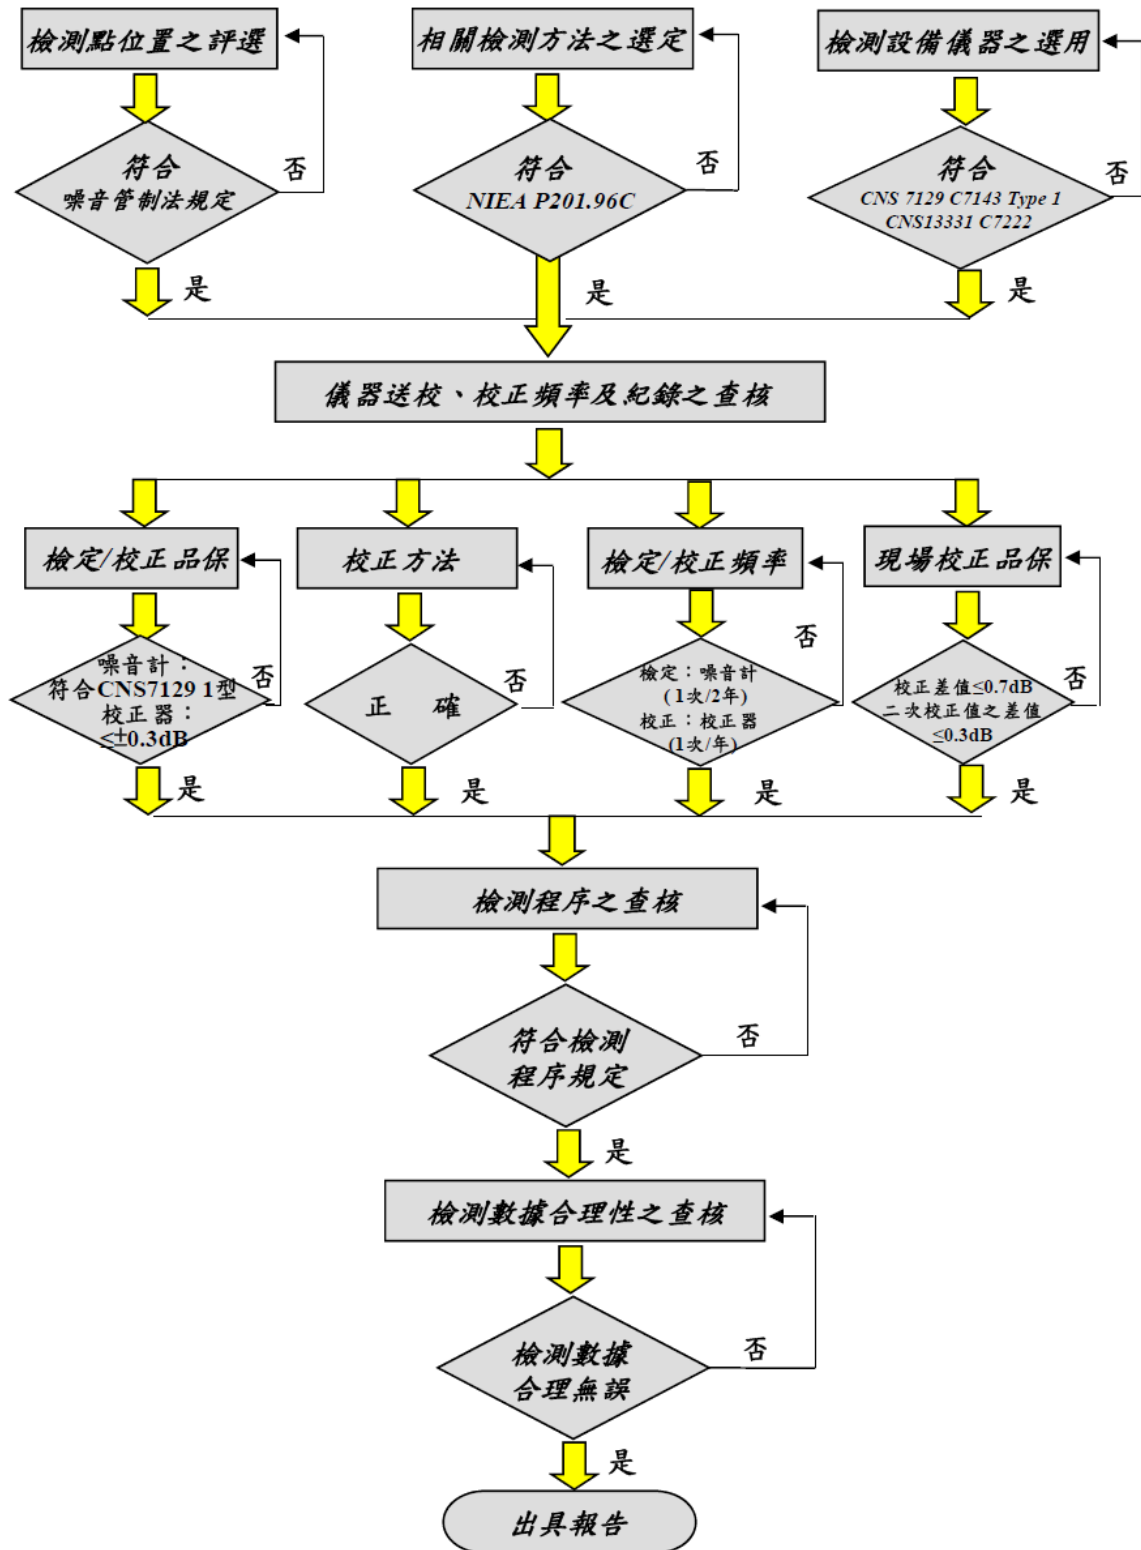 檢測點位置之評選
相關檢測方法之選定
檢測設備儀器之選用
符合
噪音管制法規定
否
符合
NIEA P201.96C
否
符合
CNS 7129 C7143 Type 1
CNS13331 C7222
否
是
是
是
儀器送校、校正頻率及紀錄之查核
檢定/校正品保
校正方法
檢定/校正頻率
現場校正品保
噪音計：
符合CNS7129 1型
校正器：
≤±0.3dB
否
正 確
否
檢定：噪音計
(1次/2年)
校正：校正器
(1次/年)
否
校正差值≤0.7dB
二次校正值之差值
≤0.3dB
否
是
是
是
是
檢測程序之查核
符合檢測
程序規定
否
是
檢測數據合理性之查核
檢測數據
合理無誤
否
是
出具報告